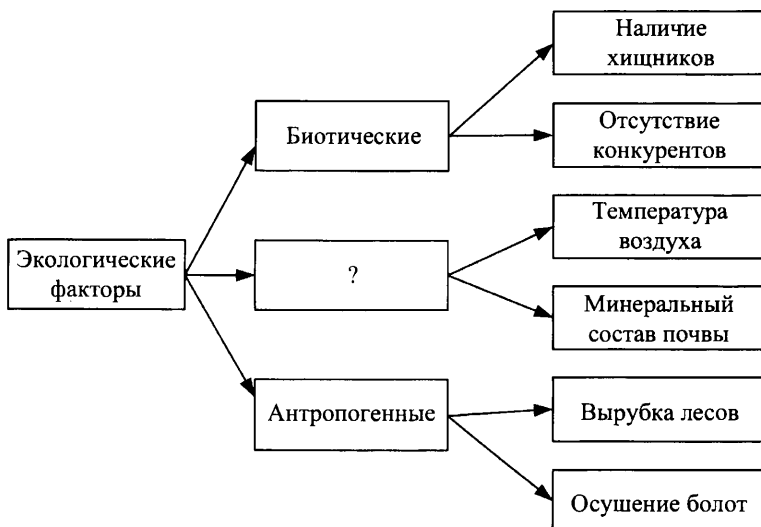 Наличие
хищников
Биотические
Отсутствие
конкурентов
Температура
воздуха
Экологические
факторы
?
Минеральный
состав почвы
Антропогенные
Вырубка лесов
Осушение болот